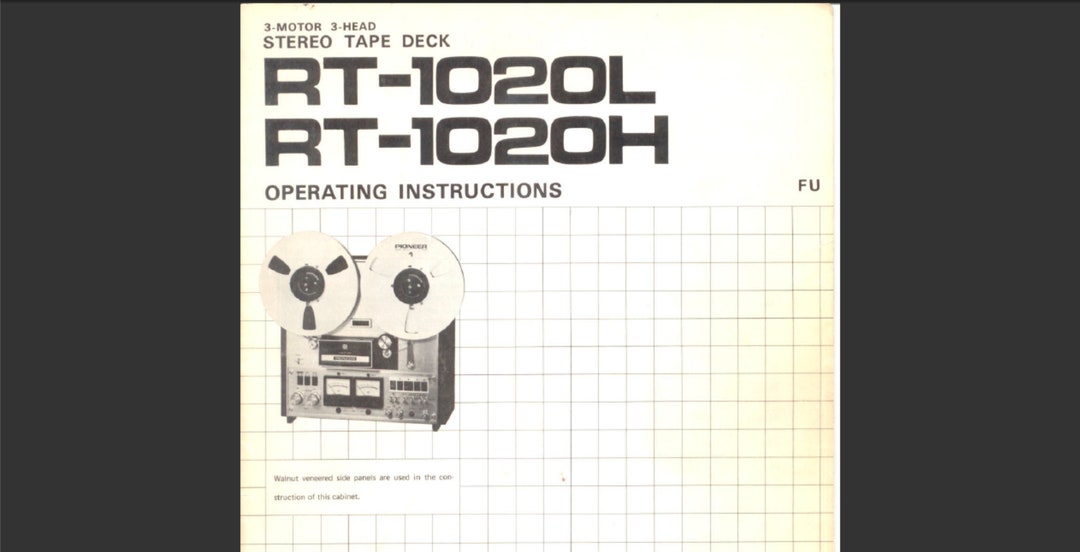 3-MOTOR 3-HEAD
STEREO TAPE DECK
RT-1020L
RT-1020H
OPERATING INSTRUCTIONS
FU
PIONEER
PIONEER
Walnut veneered side panels are used in the con-
struction of this cabinet.